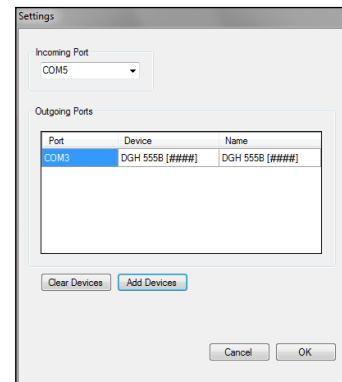 Settings
Incoming Port
COM5
Outgoing Ports
Port Device Name
COM3 DGH 555B [####] DGH 555B [####]
Clear Devices Add Devices
Cancel OK